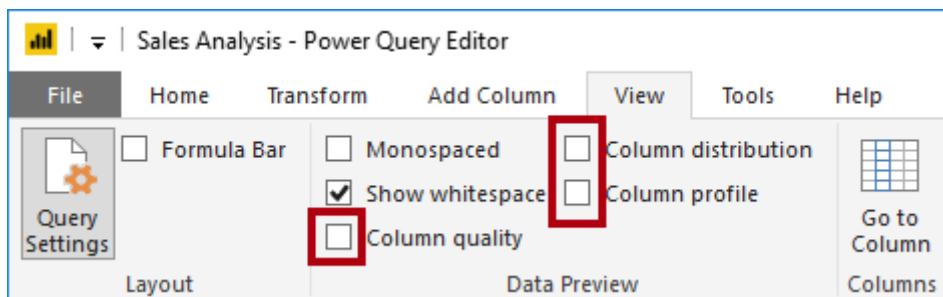 Sales Analysis - Power Query Editor
File Home Transform Add Column View Tools Help
Query Settings
Formula Bar
Layout
Monospaced
Show whitespace
Column quality
Column distribution
Column profile
Data Preview
Go to
Column
Columns